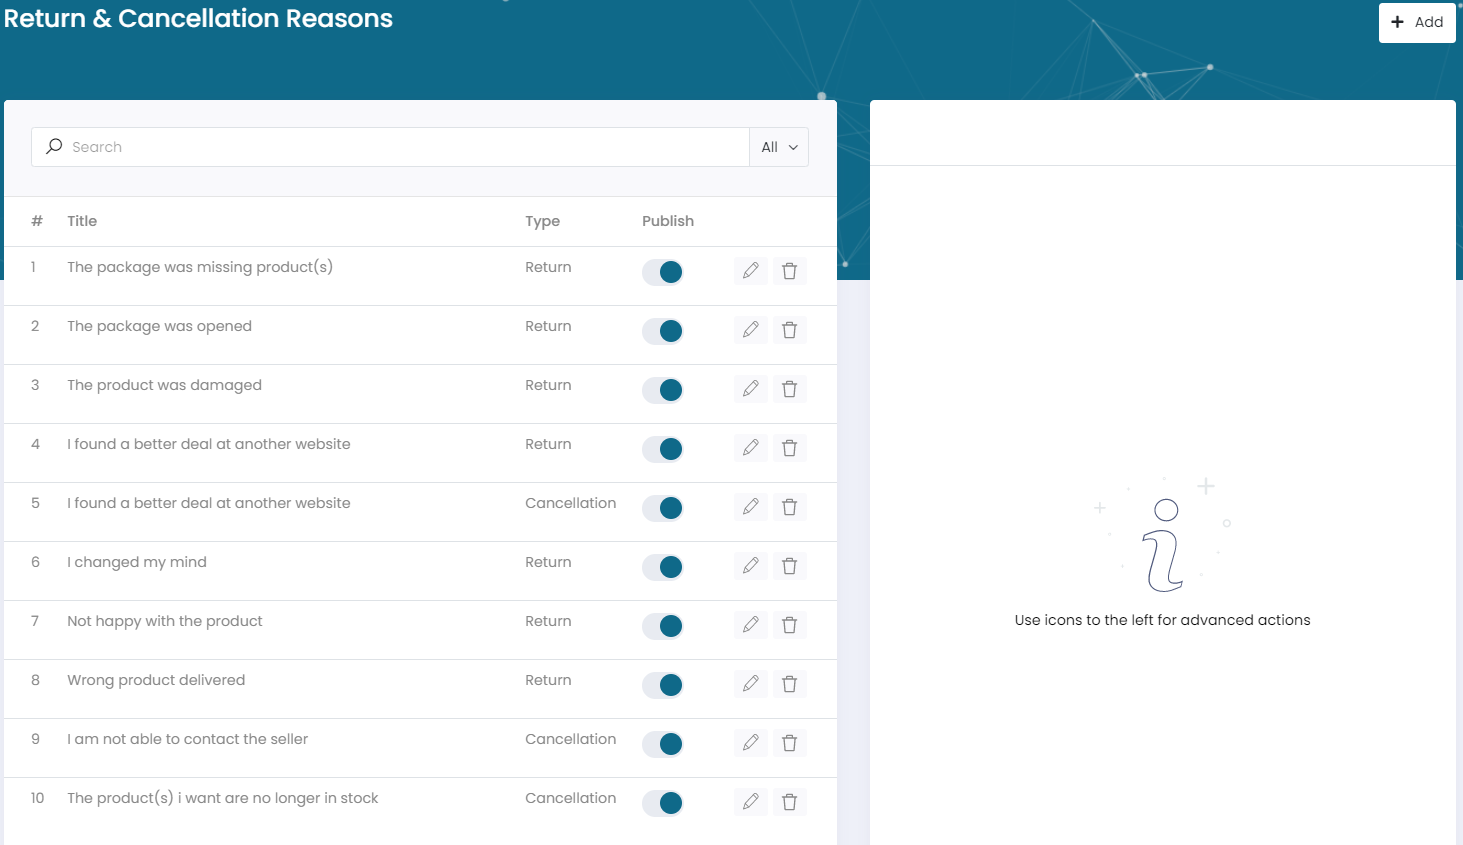 Return & Cancellation Reasons
Add
Search
All
# Title Type Publish
1 The package was missing product(s) Return
2 The package was opened Return
3 The product was damaged Return
4 I found a better deal at another website Return
5 I found a better deal at another website Cancellation
6 I changed my mind Return
7 Not happy with the product Return
8 Wrong product delivered Return
9 I am not able to contact the seller Cancellation
10 The product(s) i want are no longer in stock Cancellation
Use icons to the left for advanced actions